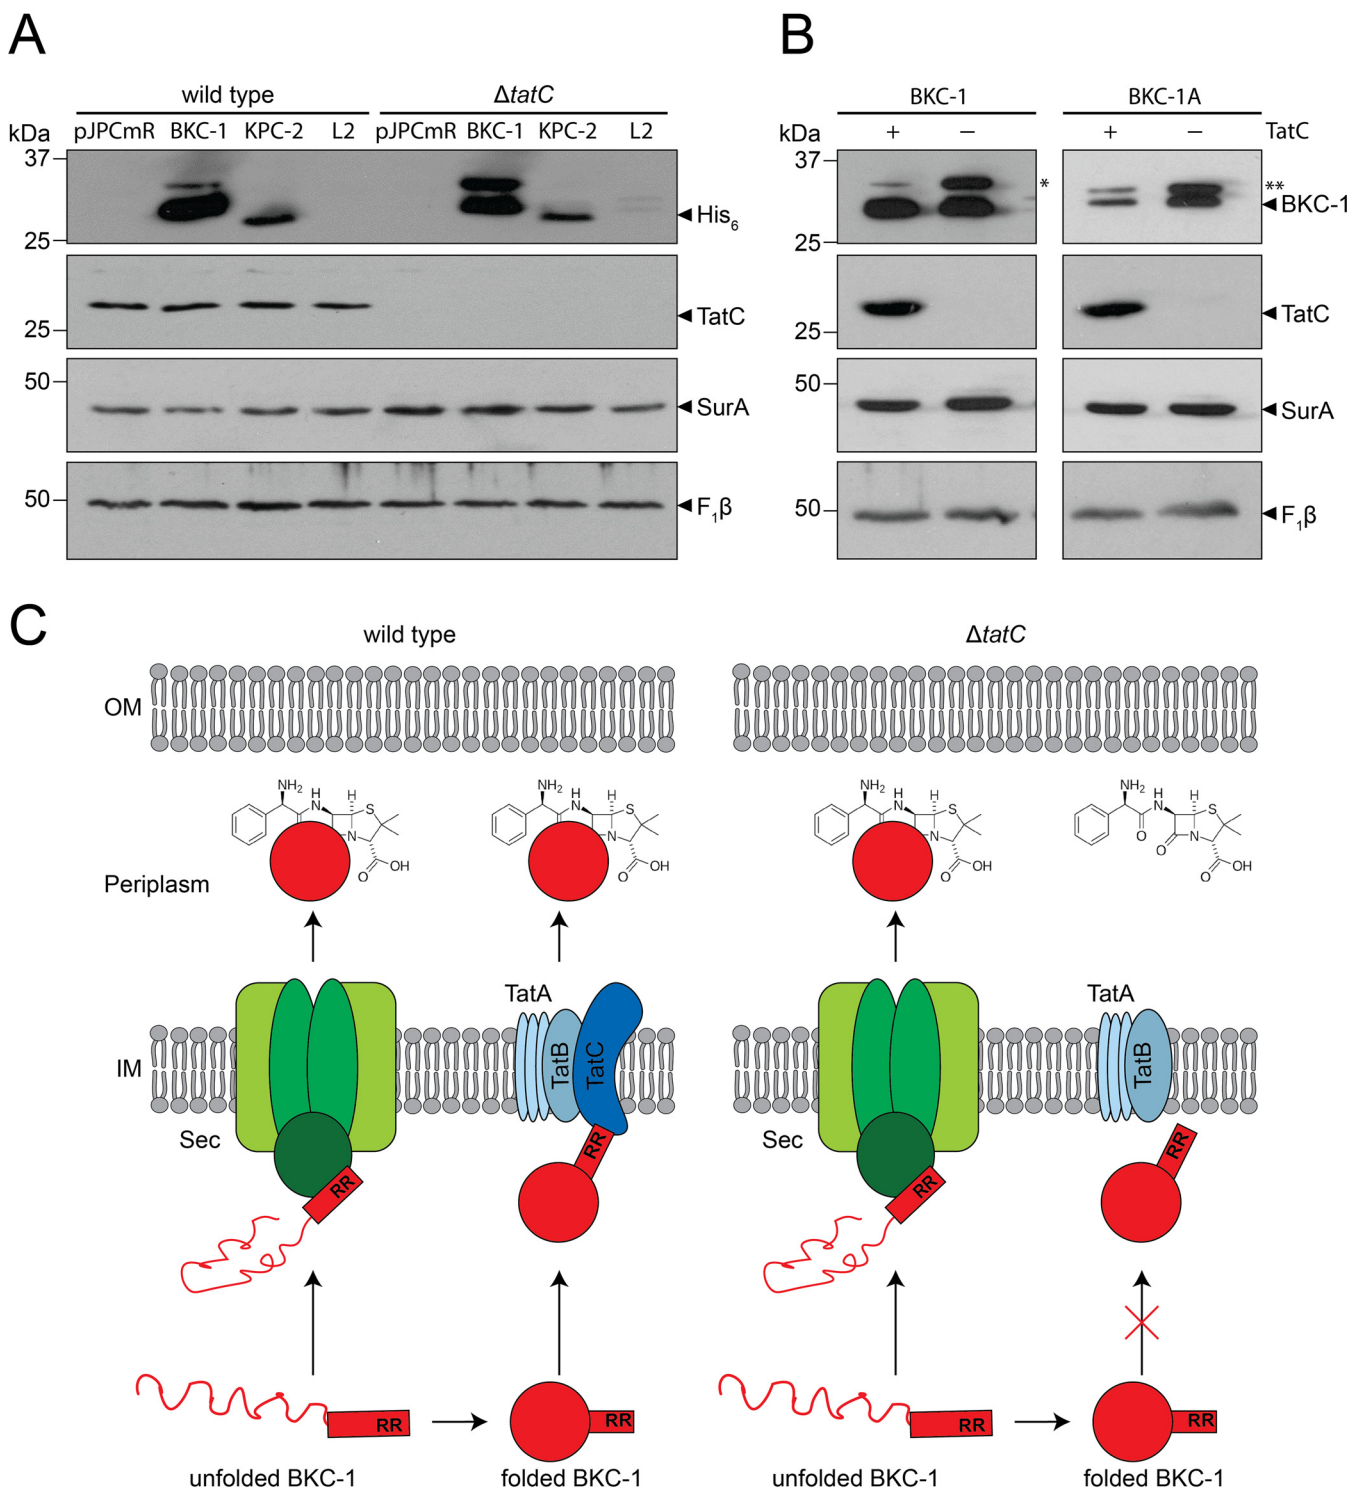 A
B
wild type
ΔtatC
BKC-1
BKC-1A
kDa
pJPCmR
BKC-1
KPC-2
L2
pJPCmR
BKC-1
KPC-2
L2
kDa
+
–
+
–
TatC
37
25
His6
37
25
*
**
BKC-1
25
TatC
25
TatC
50
SurA
50
SurA
50
F1β
50
F1β
C
wild type
ΔtatC
OM
NH2
H
N
H
S
N
O
OH
NH2
H
N
H
S
N
O
OH
NH2
H
N
H
S
N
O
OH
NH2
H
N
H
S
O
N
O
O
OH
Periplasm
TatA
TatB
TatC
TatA
TatB
IM
Sec
RR
RR
Sec
RR
RR
RR
RR
RR
RR
unfolded BKC-1
folded BKC-1
unfolded BKC-1
folded BKC-1